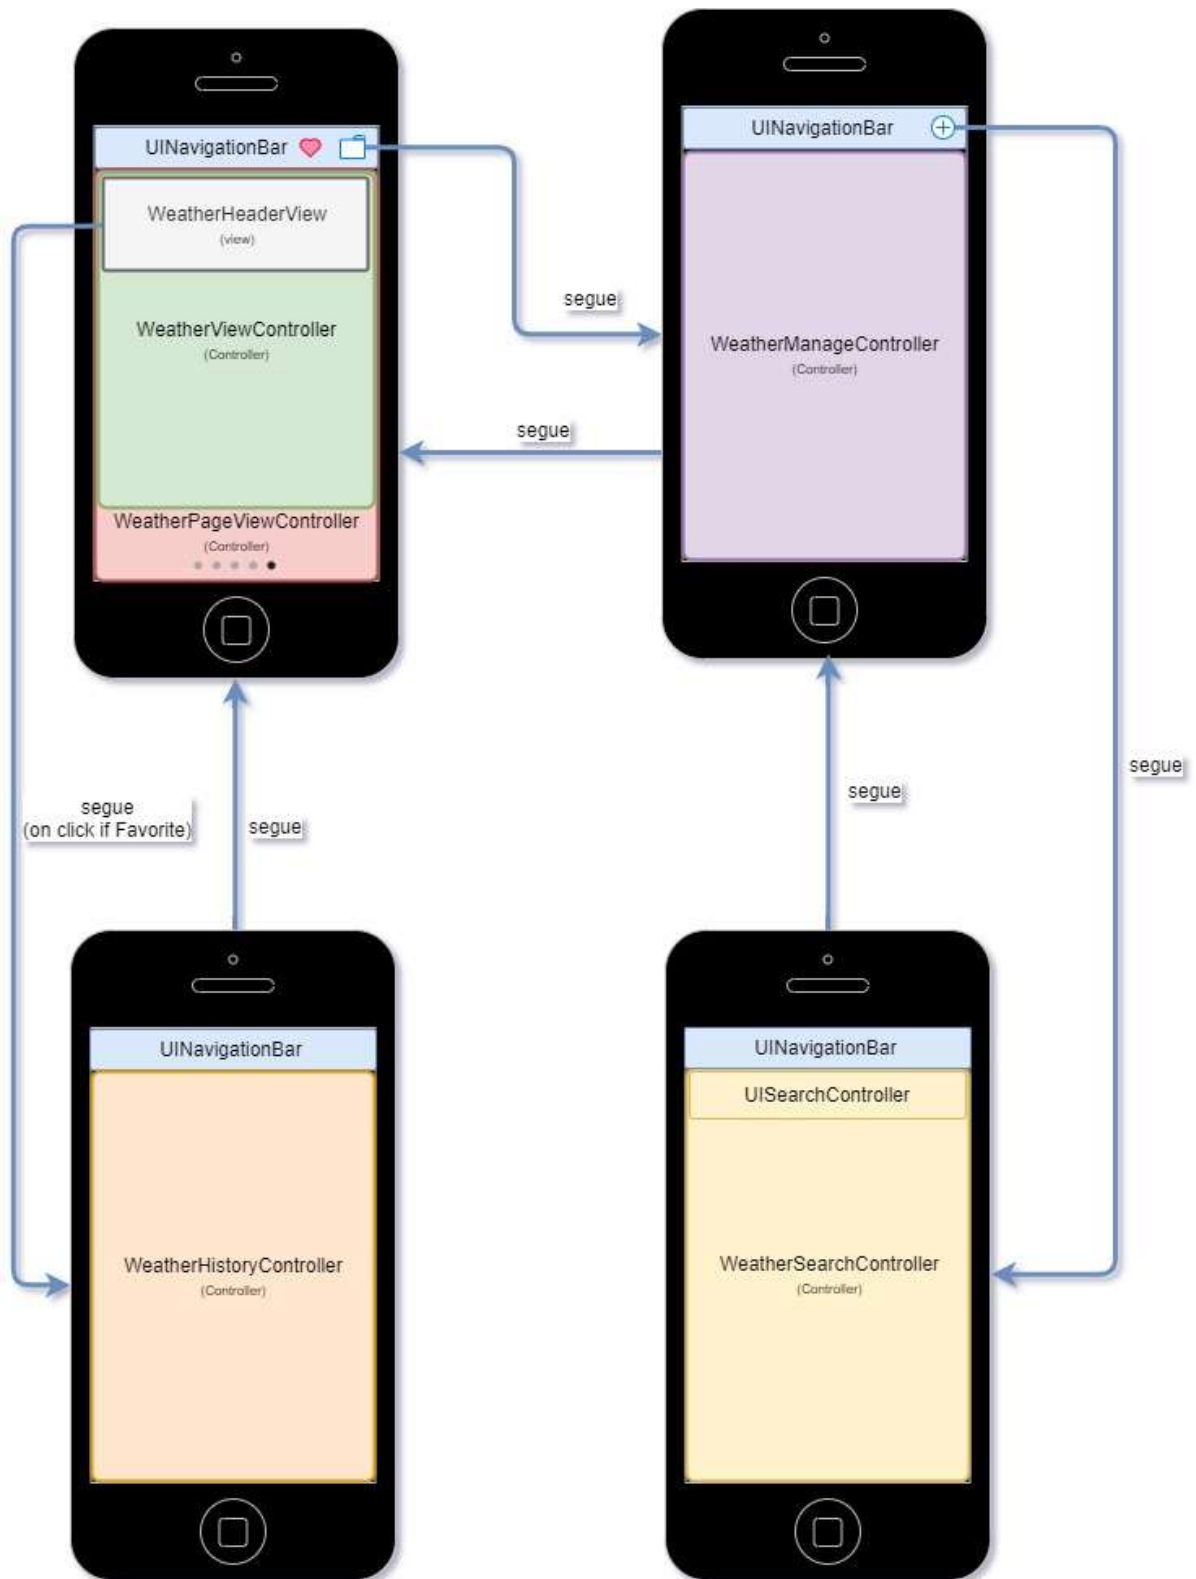 UINavigationBar
WeatherHeaderView
(view)
WeatherViewController
(Controller)
WeatherPageViewController
(Controller)
UINavigationBar
WeatherManageController
(Controller)
segue
segue
segue
(on click if Favorite)
segue
segue
segue
UINavigationBar
WeatherHistoryController
(Controller)
UINavigationBar
UISearchController
WeatherSearchController
(Controller)